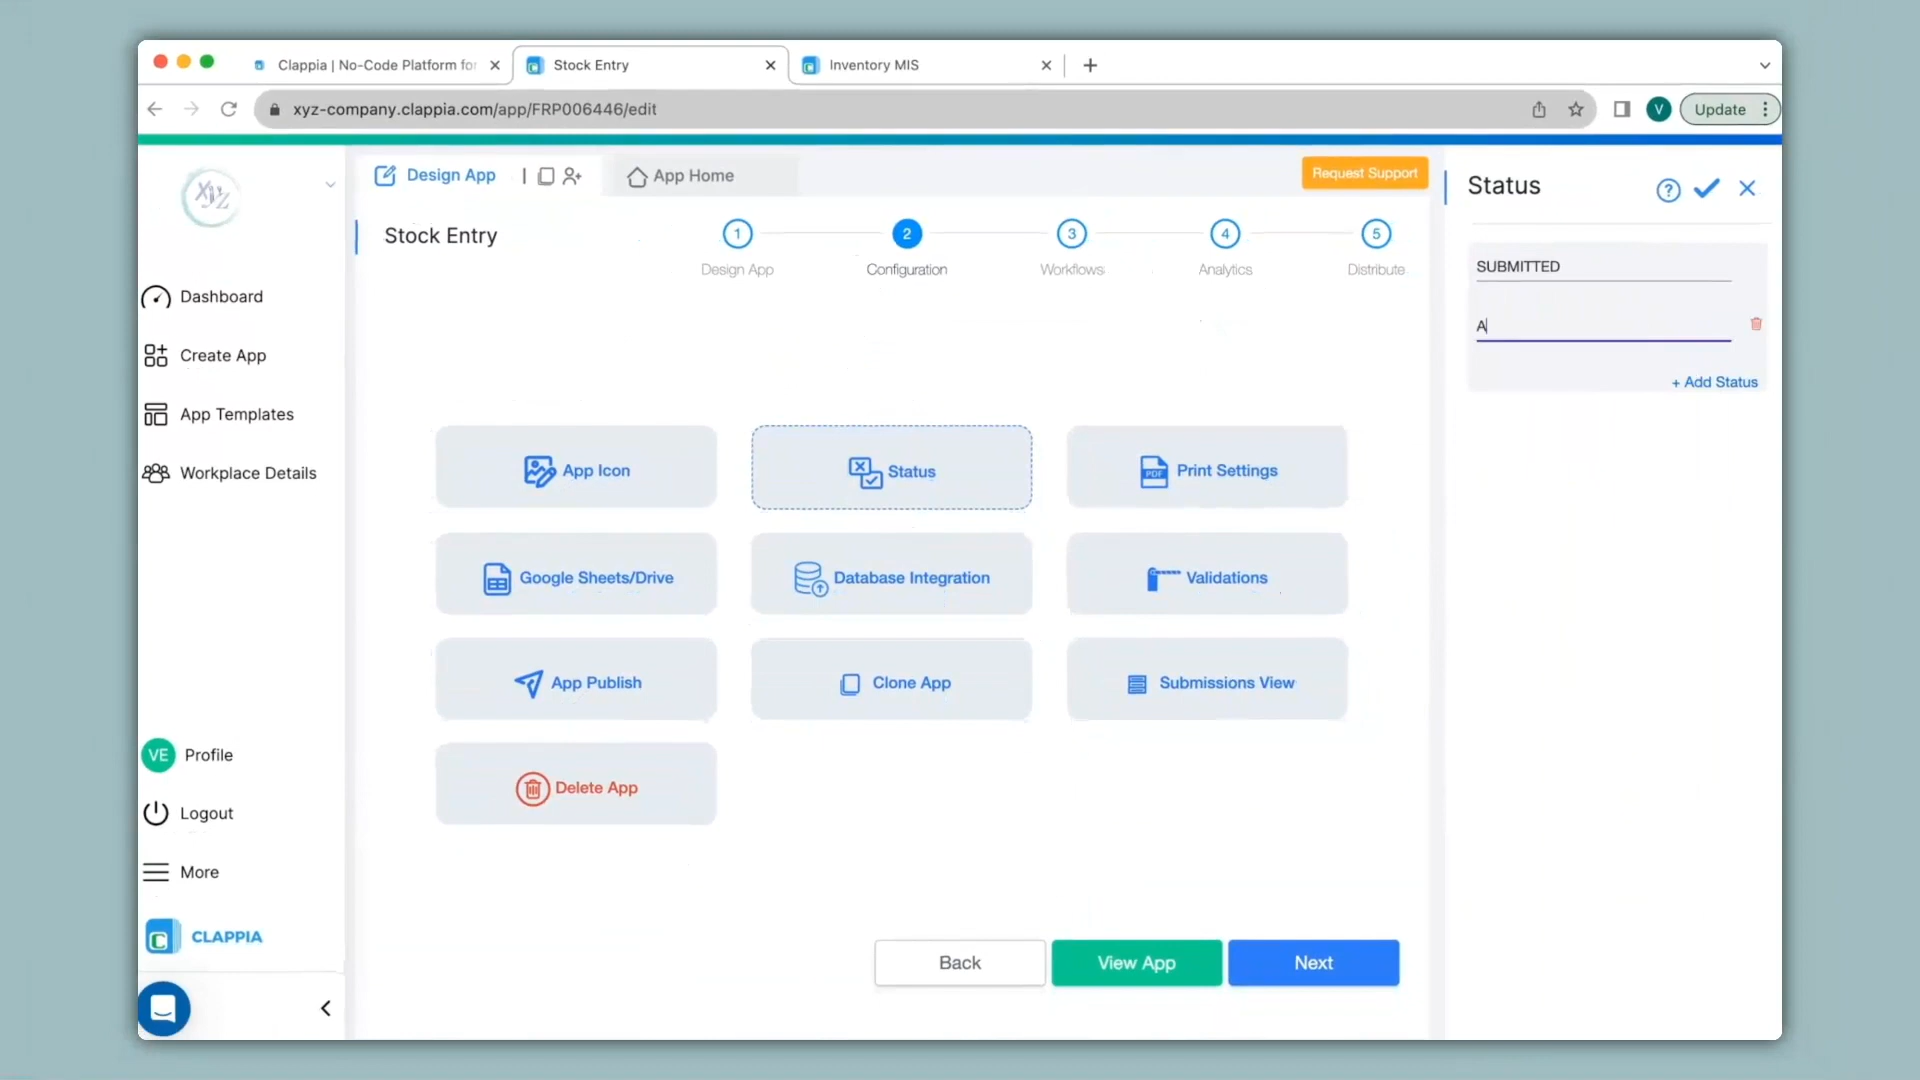 Clappia | No-Code Platform for
Stock Entry
Inventory MIS
xyz-company.clappia.com/app/FRP006446/edit
V
Update
xyz
Design App
App Home
Request Support
Status
Stock Entry
1
2
3
4
5
Design App
Configuration
Workflows
Analytics
Distribute
SUBMITTED
A
+ Add Status
Dashboard
Create App
App Templates
Workplace Details
App Icon
Status
PDF
Print Settings
Google Sheets/Drive
Database Integration
Validations
App Publish
Clone App
Submissions View
Delete App
VE
Profile
Logout
More
C
CLAPPIA
Back
View App
Next